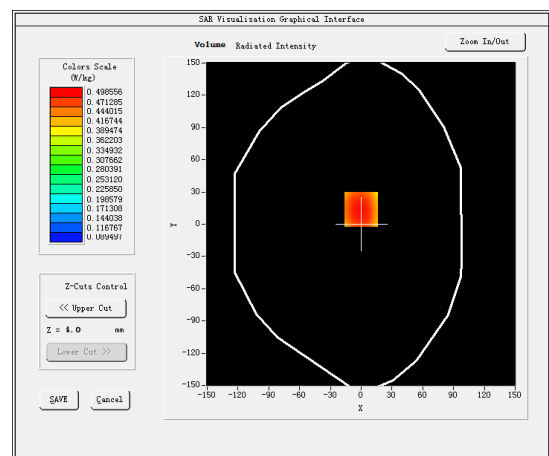 SAR Visualisation Graphical Interface
Volume Radiated Intensity
Zoom In/Out
Colors Scale
(W/kg)
0.498556
0.471285
0.444015
0.416744
0.389474
0.362203
0.334932
0.307662
0.280391
0.253120
0.225850
0.198579
0.171308
0.144038
0.116767
0.089497
Z-Cuts Control
<< Upper Cut
Z = 4.0 mm
Lower Cut >>
SAVE Cancel
150
120
90
60
30
0
-30
-60
-90
-120
-150
Y
-150 -120 -90 -60 -30 0 30 60 90 120 150
X